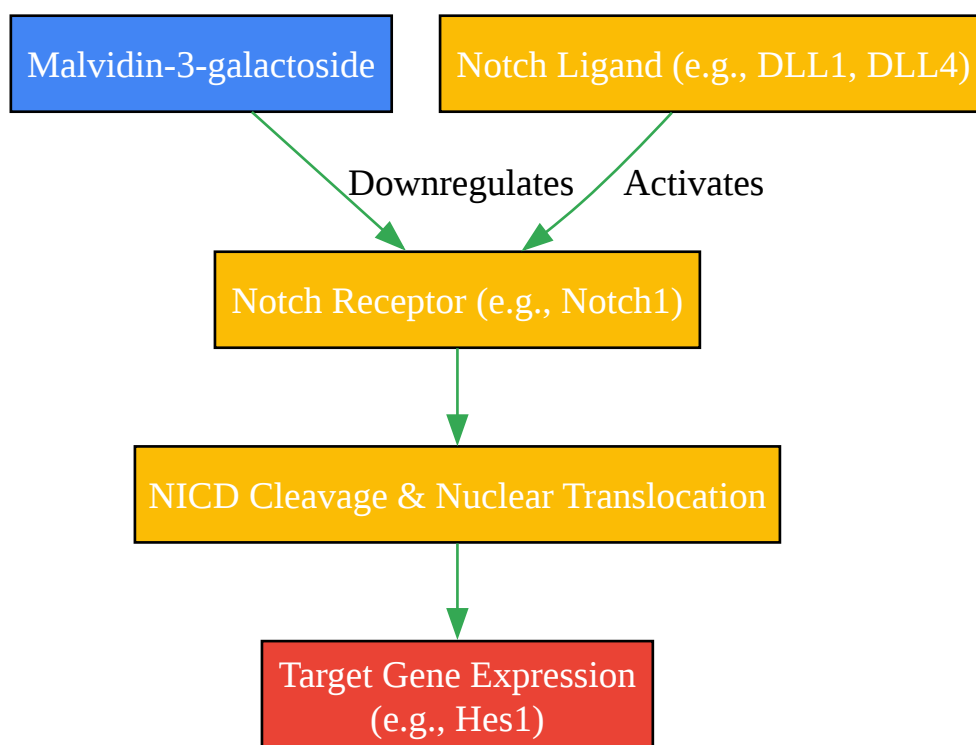 Malvidin-3-galactoside
Notch Ligand (e.g., DLL1, DLL4)
Downregulates
Activates
Notch Receptor (e.g., Notch1)
NICD Cleavage & Nuclear Translocation
Target Gene Expression
(e.g., Hes1)